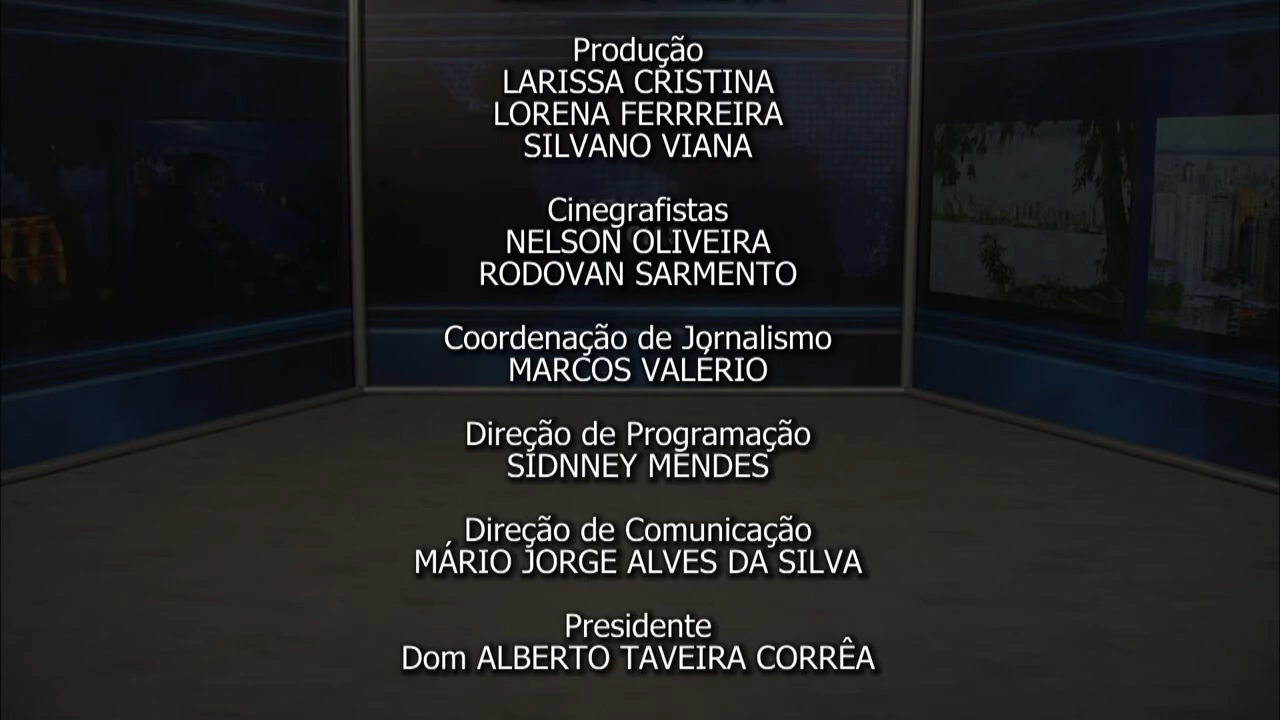 Produção
LARISSA CRISTINA
LORENA FERRREIRA
SILVANO VIANA
Cinegrafistas
NELSON OLIVEIRA
RODOVAN SARMENTO
Coordenação de Jornalismo
MARCOS VALÉRIO
Direção de Programação
SIDNNEY MENDES
Direção de Comunicação
MÁRIO JORGE ALVES DA SILVA
Presidente
Dom ALBERTO TAVEIRA CORRÊA